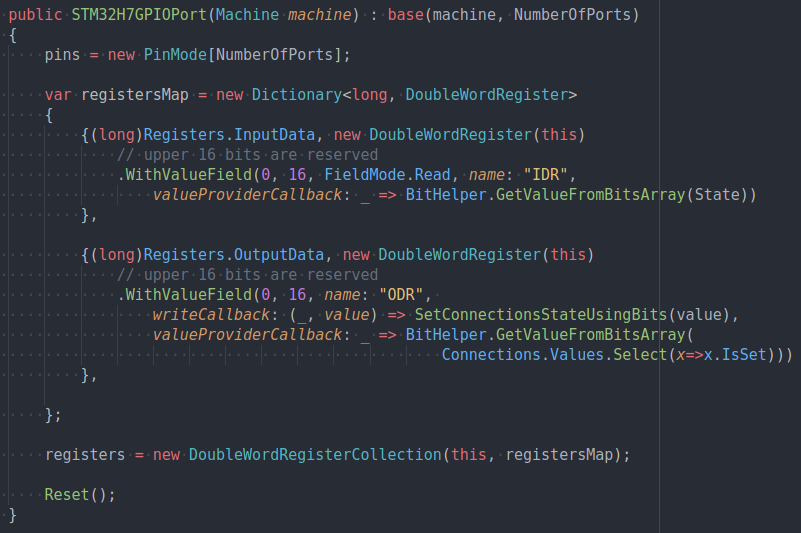 public STM32H7GPIOPort(Machine machine) : base(machine, NumberOfPorts)
{
    pins = new PinMode[NumberOfPorts];

    var registersMap = new Dictionary<long, DoubleWordRegister>
    {
        {(long)Registers.InputData, new DoubleWordRegister(this)
            // upper 16 bits are reserved
            .WithValueField(0, 16, FieldMode.Read, name: "IDR",
                valueProviderCallback: _ => BitHelper.GetValueFromBitsArray(State))
        },

        {(long)Registers.OutputData, new DoubleWordRegister(this)
            // upper 16 bits are reserved
            .WithValueField(0, 16, name: "ODR",
                writeCallback: (_, value) => SetConnectionsStateUsingBits(value),
                valueProviderCallback: _ => BitHelper.GetValueFromBitsArray(
                                                Connections.Values.Select(x=>x.IsSet)))
        },

    };

    registers = new DoubleWordRegisterCollection(this, registersMap);

    Reset();
}